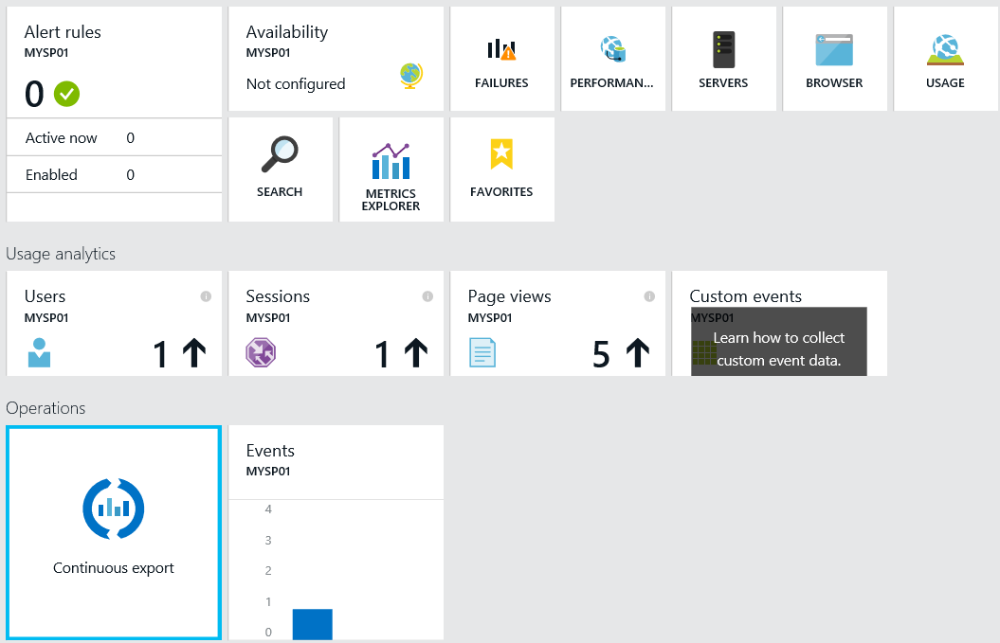 Alert rules
MYSP01
0
Active now 0
Enabled 0
Availability
MYSP01
Not configured
FAILURES
PERFORMAN...
SERVERS
BROWSER
USAGE
SEARCH
METRICS
EXPLORER
FAVORITES
Usage analytics
Users
MYSP01
1
Sessions
MYSP01
1
Page views
MYSP01
5
Custom events
MYSP01
Learn how to collect
custom event data.
Operations
Continuous export
Events
MYSP01
4
3
2
1
0